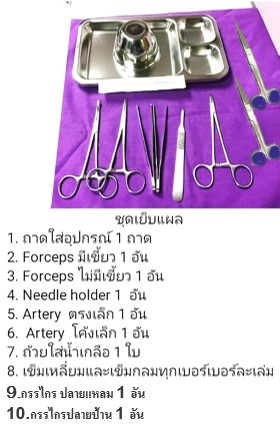 ชุดเย็บแผล
1. ถาดใส่อุปกรณ์ 1 ถาด
2. Forceps มีเขี้ยว 1 อัน
3. Forceps ไม่มีเขี้ยว 1 อัน
4. Needle holder 1 อัน
5. Artery ตรงเล็ก 1 อัน
6. Artery โค้งเล็ก 1 อัน
7. ถ้วยใส่น้ำเกลือ 1 ใบ
8. เข็มเหลี่ยมและเข็มกลมทุกเบอร์เบอร์ละเล่ม
9.กรรไกร ปลายแหลม 1 อัน
10.กรรไกรปลายป้าน 1 อัน